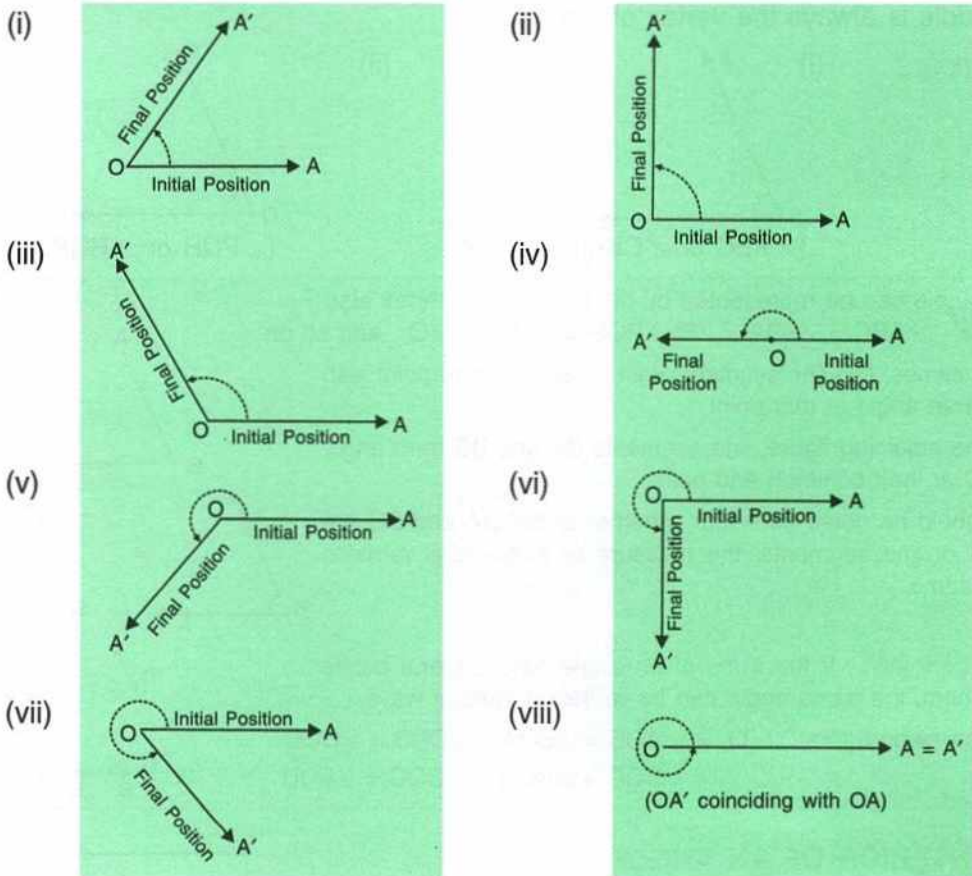 (i)
A′
Final Position
O
A
Initial Position
(ii)
A′
Final Position
O
A
Initial Position
(iii)
A′
Final Position
O
A
Initial Position
(iv)
A′
A
O
Final
Position
Initial
Position
(v)
O
A
Initial Position
Final Position
A′
(vi)
O
A
Initial Position
Final Position
A′
(vii)
Initial Position
O
A
Final Position
A′
(viii)
O
A = A′
(OA′ coinciding with OA)